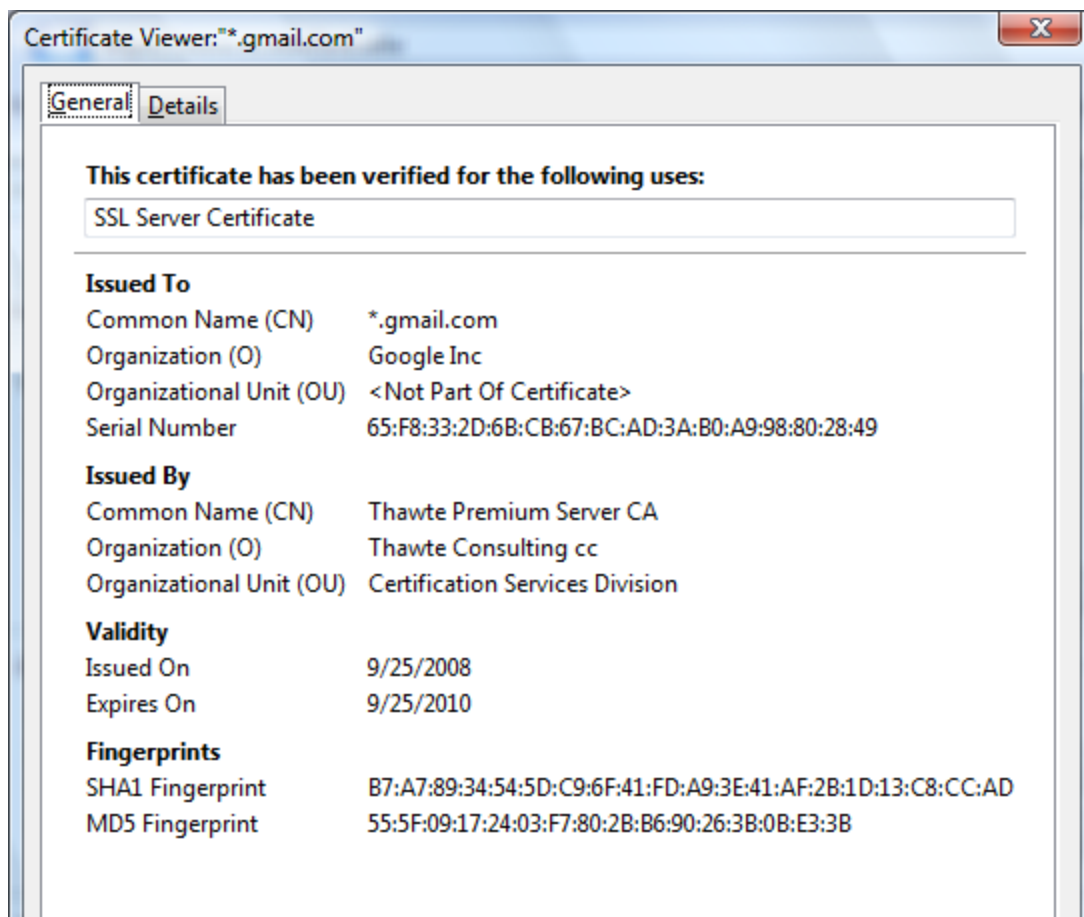 Certificate Viewer:"*.gmail.com"
General Details
This certificate has been verified for the following uses:
SSL Server Certificate
Issued To
Common Name (CN) *.gmail.com
Organization (O) Google Inc
Organizational Unit (OU) <Not Part Of Certificate>
Serial Number 65:F8:33:2D:6B:CB:67:BC:AD:3A:B0:A9:98:80:28:49
Issued By
Common Name (CN) Thawte Premium Server CA
Organization (O) Thawte Consulting cc
Organizational Unit (OU) Certification Services Division
Validity
Issued On 9/25/2008
Expires On 9/25/2010
Fingerprints
SHA1 Fingerprint B7:A7:89:34:54:5D:C9:6F:41:FD:A9:3E:41:AF:2B:1D:13:C8:CC:AD
MD5 Fingerprint 55:5F:09:17:24:03:F7:80:2B:B6:90:26:3B:0B:E3:3B